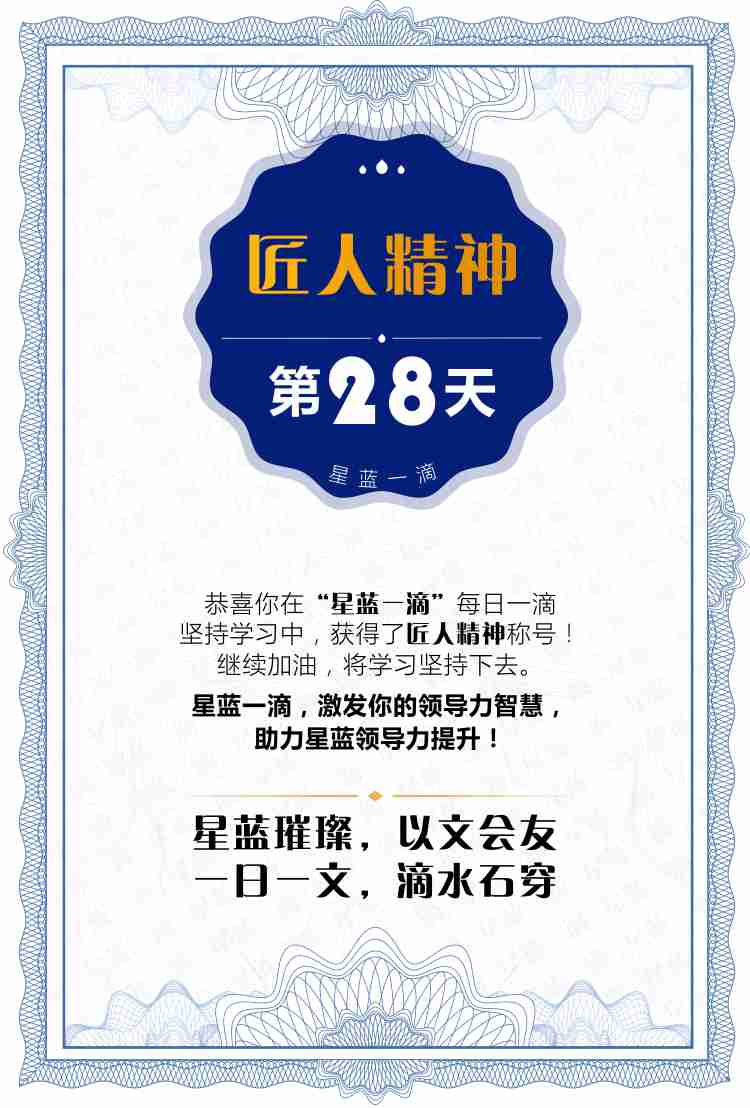 匠人精神
第28天
星蓝一滴
恭喜你在“星蓝一滴”每日一滴
坚持学习中，获得了匠人精神称号！
继续加油，将学习坚持下去。
星蓝一滴，激发你的领导力智慧，
助力星蓝领导力提升！
星蓝璀璨，以文会友
一日一文，滴水石穿